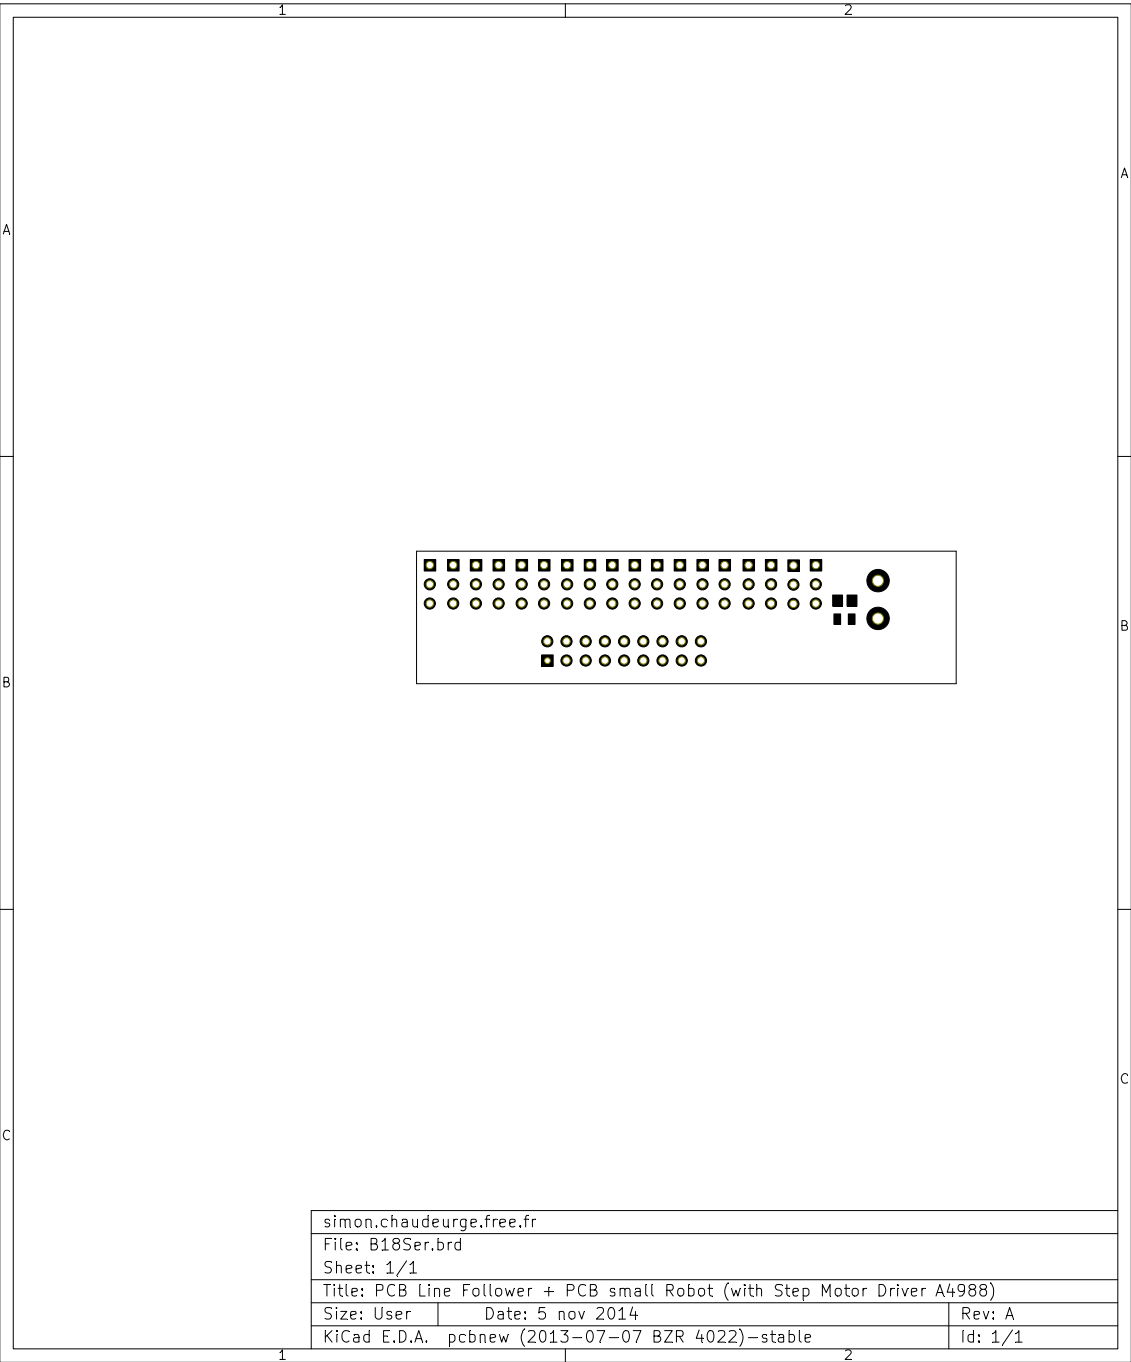 1 2
A
A
B
B
C
C
simon.chaudeurge.free.fr
File: B18Ser.brd
Sheet: 1/1
Title: PCB Line Follower + PCB small Robot (with Step Motor Driver A4988)
Size: User Date: 5 nov 2014 Rev: A
KiCad E.D.A. pcbnew (2013-07-07 BZR 4022)-stable Id: 1/1
1 2